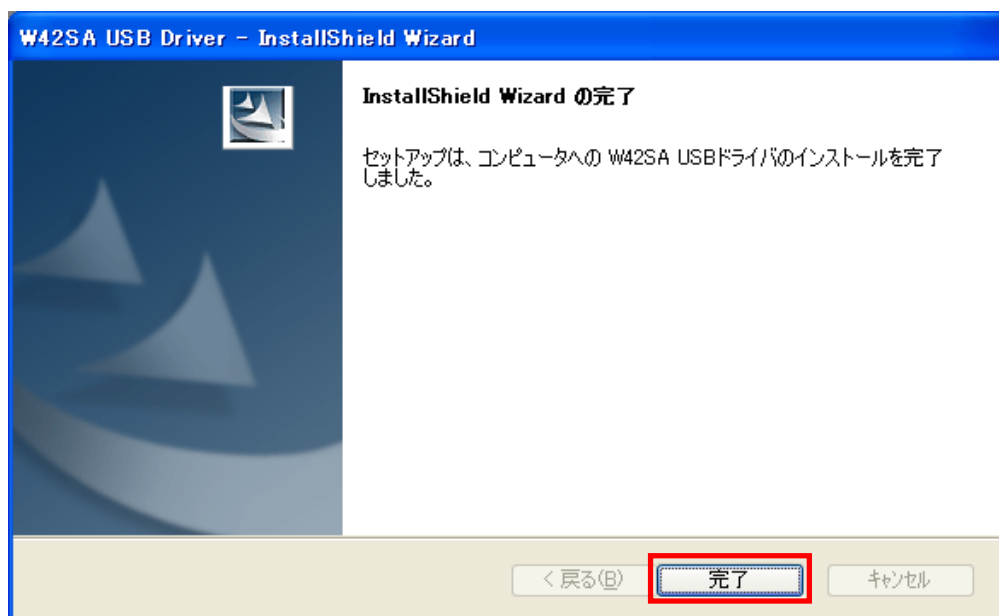 W42SA USB Driver - InstallShield Wizard
InstallShield Wizard の完了
セットアップは、コンピュータへの W42SA USBドライバのインストールを完了
しました。
< 戻る(B)
完了
キャンセル